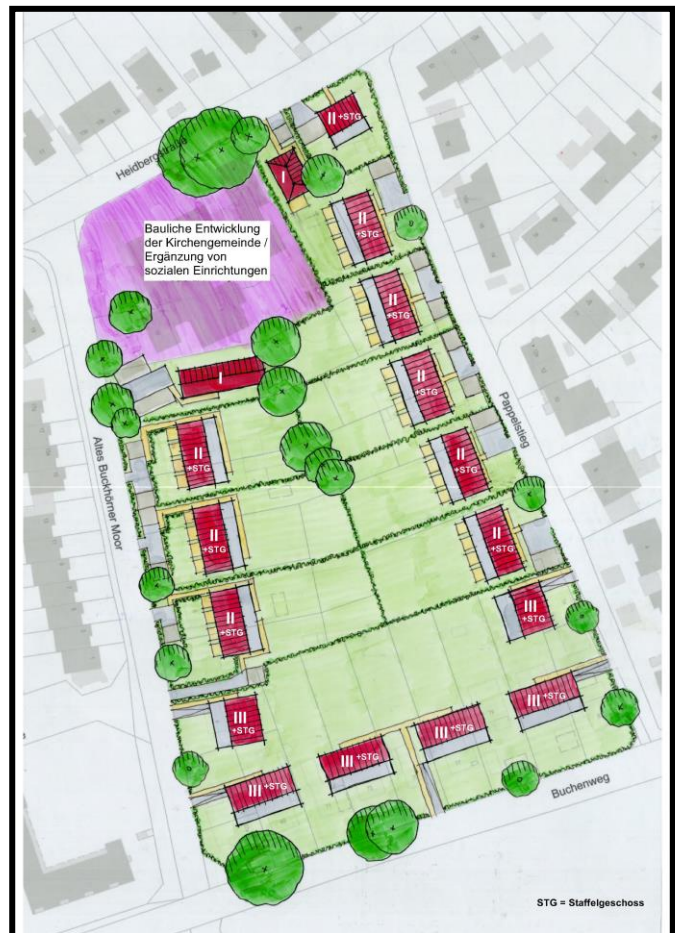 Heidbergstraße
II +STG
I
Bauliche Entwicklung
der Kirchengemeinde /
Ergänzung von
sozialen Einrichtungen
II
+STG
II
+STG
I
II
+STG
Pappelstieg
II
+STG
II
+STG
Altes Buckhörner Moor
II
+STG
II
+STG
II
+STG
III
+STG
III
+STG
III +STG
III +STG
III +STG
III +STG
Buchenweg
STG = Staffelgeschoss